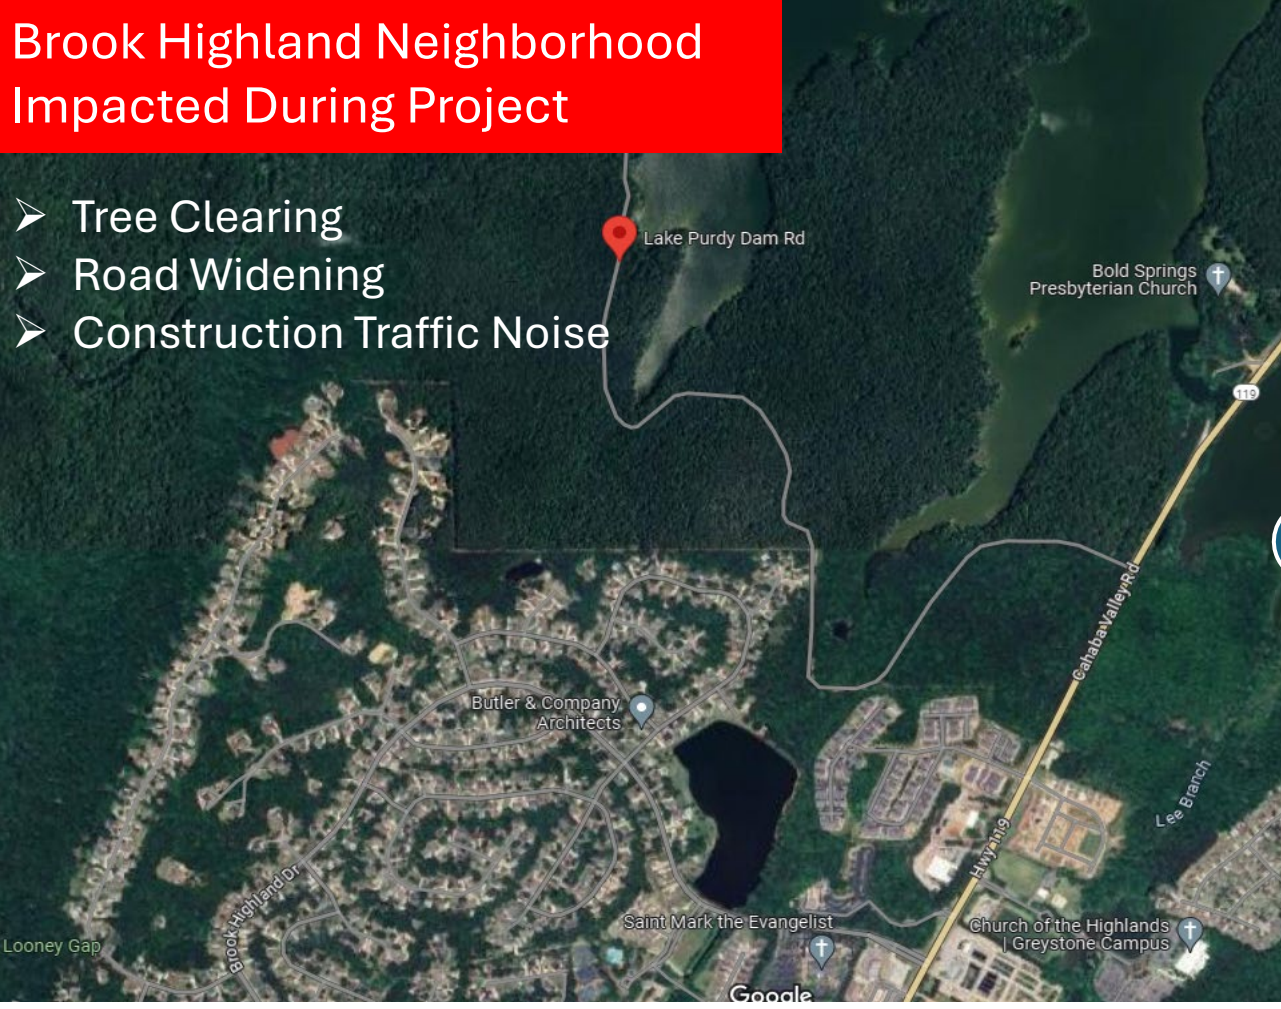 Brook Highland Neighborhood
Impacted During Project
➢ Tree Clearing
➢ Road Widening
➢ Construction Traffic Noise
Lake Purdy Dam Rd
Bold Springs
Presbyterian Church
119
Cahaba Valley Rd
Butler & Company
Architects
Lee Branch
Hwy 119
Brook Highland Dr
Saint Mark the Evangelist
Church of the Highlands
| Greystone Campus
Looney Gap
Google